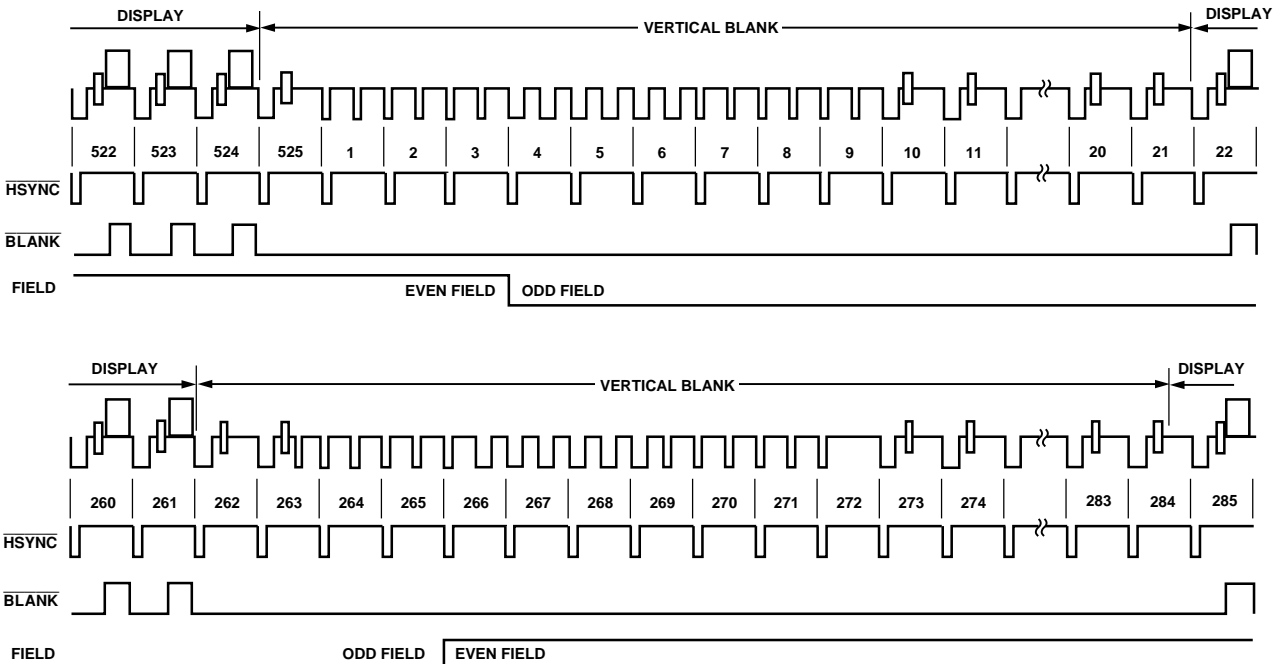 DISPLAY VERTICAL BLANK DISPLAY
522 523 524 525 1 2 3 4 5 6 7 8 9 10 11 20 21 22
HSYNC
BLANK
FIELD EVEN FIELD ODD FIELD
DISPLAY VERTICAL BLANK DISPLAY
260 261 262 263 264 265 266 267 268 269 270 271 272 273 274 283 284 285
HSYNC
BLANK
FIELD ODD FIELD EVEN FIELD